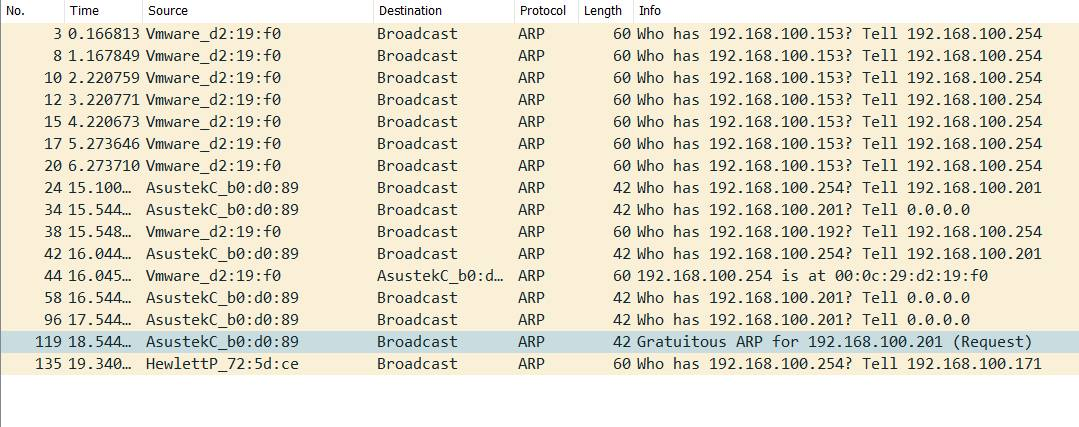 No. Time Source Destination Protocol Length Info
3 0.166813 Vmware_d2:19:f0 Broadcast ARP 60 Who has 192.168.100.153? Tell 192.168.100.254
8 1.167849 Vmware_d2:19:f0 Broadcast ARP 60 Who has 192.168.100.153? Tell 192.168.100.254
10 2.220759 Vmware_d2:19:f0 Broadcast ARP 60 Who has 192.168.100.153? Tell 192.168.100.254
12 3.220771 Vmware_d2:19:f0 Broadcast ARP 60 Who has 192.168.100.153? Tell 192.168.100.254
15 4.220673 Vmware_d2:19:f0 Broadcast ARP 60 Who has 192.168.100.153? Tell 192.168.100.254
17 5.273646 Vmware_d2:19:f0 Broadcast ARP 60 Who has 192.168.100.153? Tell 192.168.100.254
20 6.273710 Vmware_d2:19:f0 Broadcast ARP 60 Who has 192.168.100.153? Tell 192.168.100.254
24 15.100… AsustekC_b0:d0:89 Broadcast ARP 42 Who has 192.168.100.254? Tell 192.168.100.201
34 15.544… AsustekC_b0:d0:89 Broadcast ARP 42 Who has 192.168.100.201? Tell 0.0.0.0
38 15.548… Vmware_d2:19:f0 Broadcast ARP 60 Who has 192.168.100.192? Tell 192.168.100.254
42 16.044… AsustekC_b0:d0:89 Broadcast ARP 42 Who has 192.168.100.254? Tell 192.168.100.201
44 16.045… Vmware_d2:19:f0 AsustekC_b0:d… ARP 60 192.168.100.254 is at 00:0c:29:d2:19:f0
58 16.544… AsustekC_b0:d0:89 Broadcast ARP 42 Who has 192.168.100.201? Tell 0.0.0.0
96 17.544… AsustekC_b0:d0:89 Broadcast ARP 42 Who has 192.168.100.201? Tell 0.0.0.0
119 18.544… AsustekC_b0:d0:89 Broadcast ARP 42 Gratuitous ARP for 192.168.100.201 (Request)
135 19.340… HewlettP_72:5d:ce Broadcast ARP 60 Who has 192.168.100.254? Tell 192.168.100.171